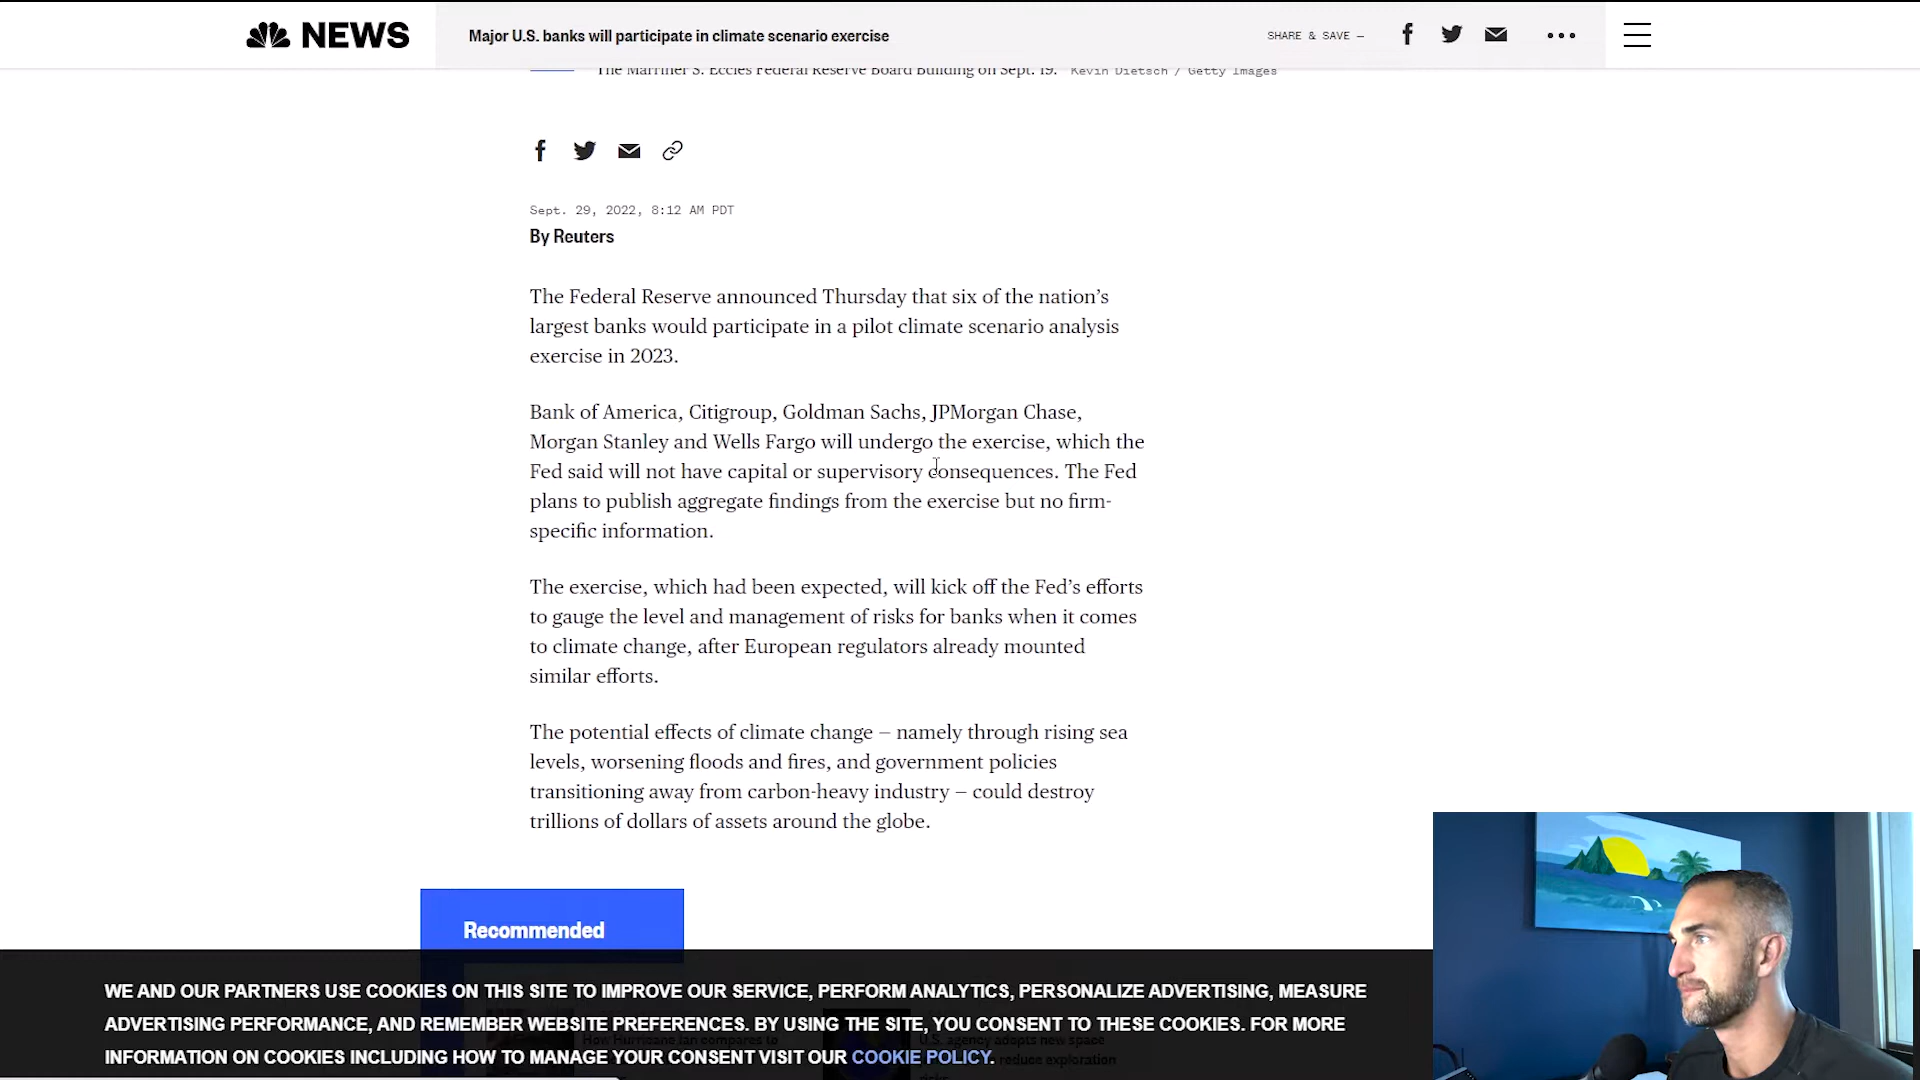 NEWS
Major U.S. banks will participate in climate scenario exercise
SHARE & SAVE —
The Marriner S. Eccles Federal Reserve Board Building on Sept. 19. Kevin Dietsch / Getty Images
Sept. 29, 2022, 8:12 AM PDT
By Reuters
The Federal Reserve announced Thursday that six of the nation’s
largest banks would participate in a pilot climate scenario analysis
exercise in 2023.
Bank of America, Citigroup, Goldman Sachs, JPMorgan Chase,
Morgan Stanley and Wells Fargo will undergo the exercise, which the
Fed said will not have capital or supervisory consequences. The Fed
plans to publish aggregate findings from the exercise but no firm-
specific information.
The exercise, which had been expected, will kick off the Fed’s efforts
to gauge the level and management of risks for banks when it comes
to climate change, after European regulators already mounted
similar efforts.
The potential effects of climate change — namely through rising sea
levels, worsening floods and fires, and government policies
transitioning away from carbon-heavy industry — could destroy
trillions of dollars of assets around the globe.
Recommended
WE AND OUR PARTNERS USE COOKIES ON THIS SITE TO IMPROVE OUR SERVICE, PERFORM ANALYTICS, PERSONALIZE ADVERTISING, MEASURE
ADVERTISING PERFORMANCE, AND REMEMBER WEBSITE PREFERENCES. BY USING THE SITE, YOU CONSENT TO THESE COOKIES. FOR MORE
INFORMATION ON COOKIES INCLUDING HOW TO MANAGE YOUR CONSENT VISIT OUR COOKIE POLICY.
How Hurricane Ian compares to
U.S. agency adopts new space
reduce exploration